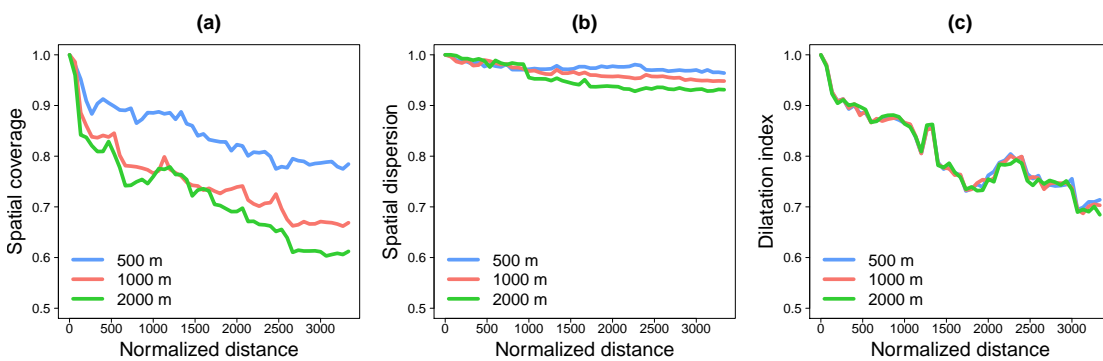 (a)
1.0
0.9
0.8
0.7
0.6
0.5
Spatial coverage
500 m
1000 m
2000 m
0 500 1000 1500 2000 2500 3000
Normalized distance
(b)
1.0
0.9
0.8
0.7
0.6
0.5
Spatial dispersion
500 m
1000 m
2000 m
0 500 1000 1500 2000 2500 3000
Normalized distance
(c)
1.0
0.9
0.8
0.7
0.6
0.5
Dilatation index
500 m
1000 m
2000 m
0 500 1000 1500 2000 2500 3000
Normalized distance